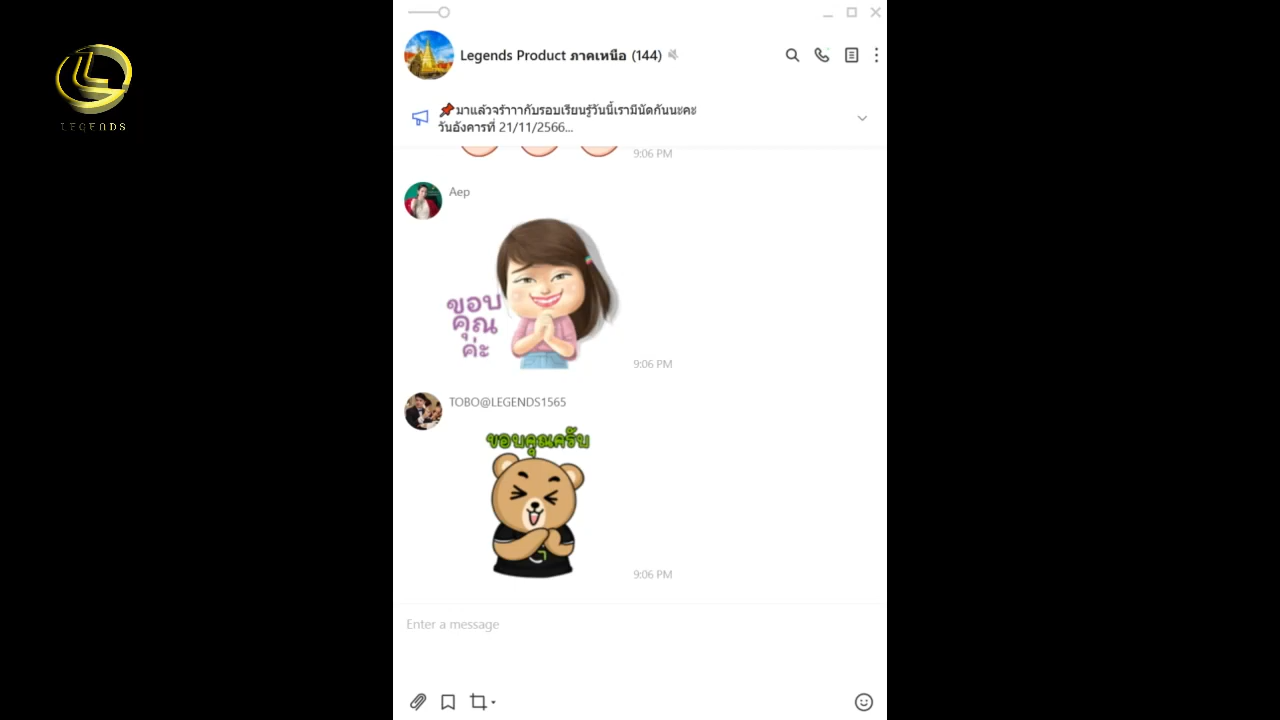 LEGENDS
Legends Product ภาคเหนือ (144)
📌มาแล้วจร้าาากับรอบเรียนรู้วันนี้เรามีนัดกันนะคะ
วันอังคารที่ 21/11/2566...
9:06 PM
Aep
ขอบ
คุณ
ค่ะ
9:06 PM
TOBO@LEGENDS1565
ขอบคุณครับ
9:06 PM
Enter a message